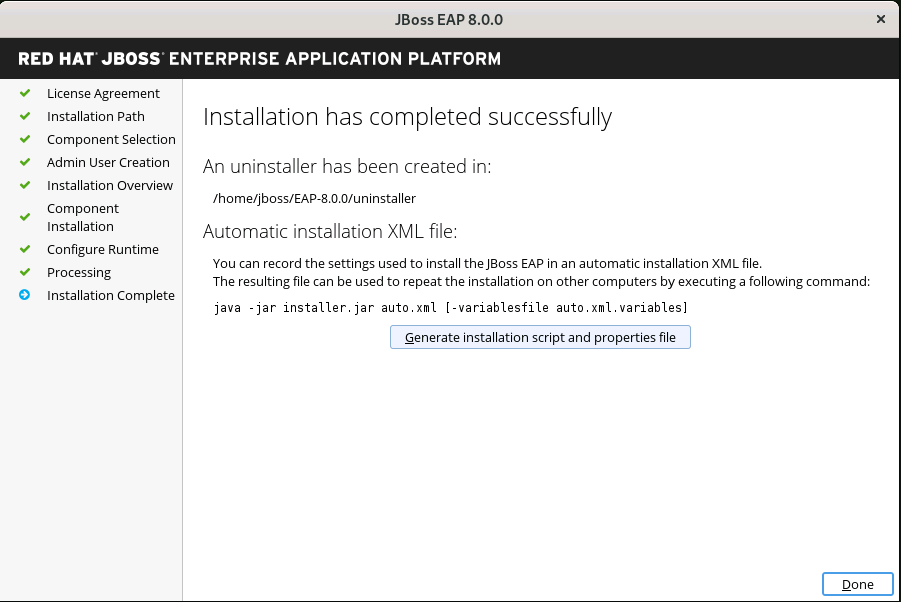 JBoss EAP 8.0.0
RED HAT® JBOSS® ENTERPRISE APPLICATION PLATFORM
License Agreement
Installation Path
Component Selection
Admin User Creation
Installation Overview
Component
Installation
Configure Runtime
Processing
Installation Complete
Installation has completed successfully
An uninstaller has been created in:
/home/jboss/EAP-8.0.0/uninstaller
Automatic installation XML file:
You can record the settings used to install the JBoss EAP in an automatic installation XML file.
The resulting file can be used to repeat the installation on other computers by executing a following command:
java -jar installer.jar auto.xml [-variablesfile auto.xml.variables]
Generate installation script and properties file
Done